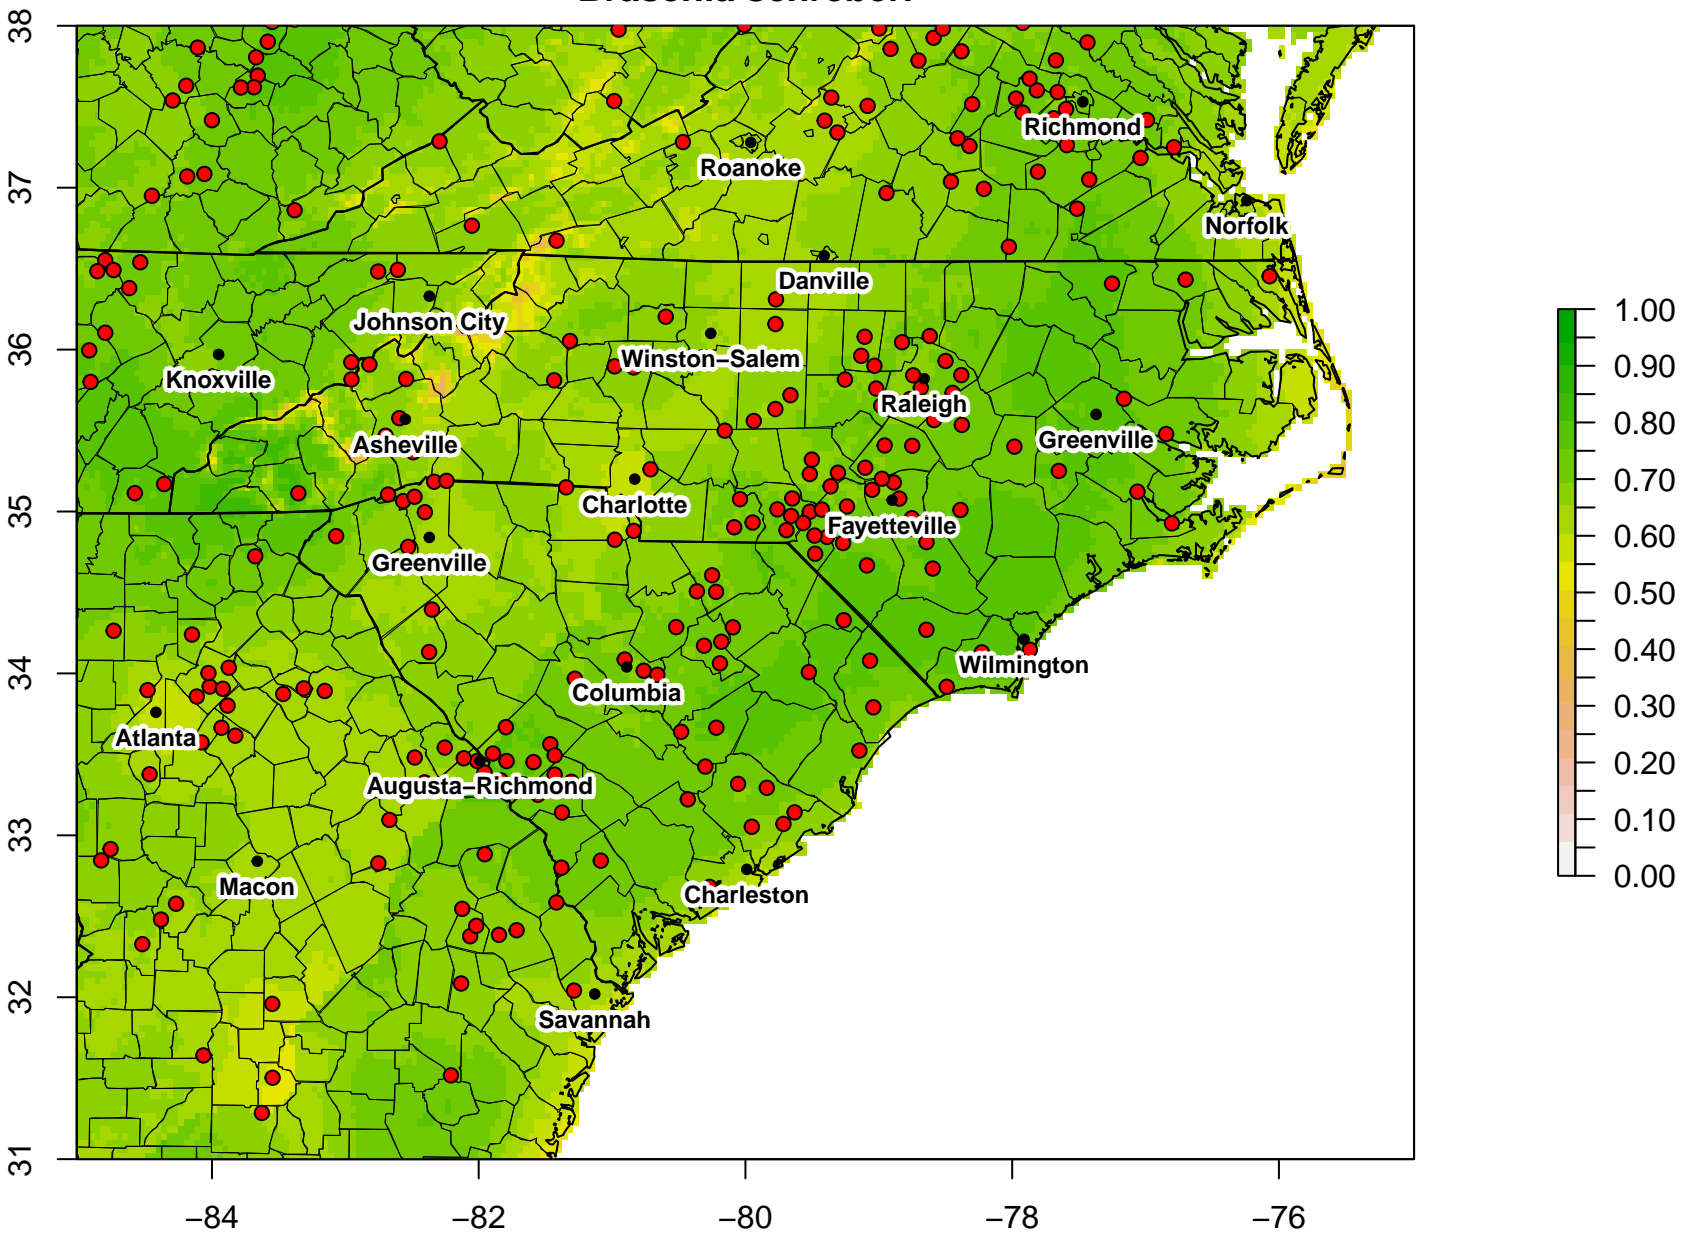 Brasenia schreberi
38
37
36
35
34
33
32
31
Richmond
Roanoke
Norfolk
Danville
Johnson City
Winston−Salem
Knoxville
Raleigh
Asheville
Greenville
Charlotte
Fayetteville
Greenville
Wilmington
Columbia
Atlanta
Augusta−Richmond
Macon
Charleston
Savannah
−84
−82
−80
−78
−76
1.00
0.90
0.80
0.70
0.60
0.50
0.40
0.30
0.20
0.10
0.00